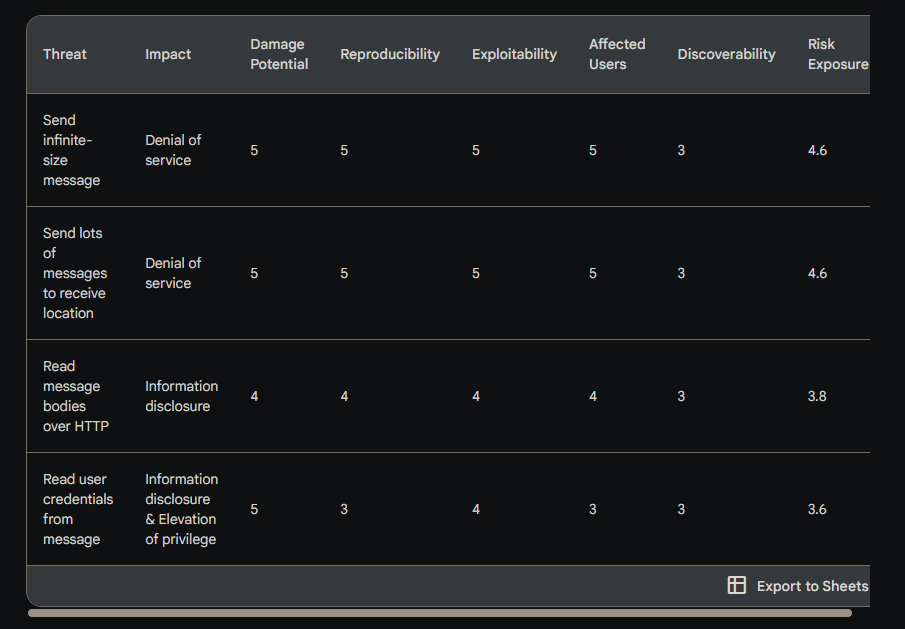 Threat
Impact
Damage
Potential
Reproducibility
Exploitability
Affected
Users
Discoverability
Risk
Exposure
Send
infinite-
size
message
Denial of
service
5
5
5
5
3
4.6
Send lots
of
messages
to receive
location
Denial of
service
5
5
5
5
3
4.6
Read
message
bodies
over HTTP
Information
disclosure
4
4
4
4
3
3.8
Read user
credentials
from
message
Information
disclosure
& Elevation
of privilege
5
3
4
3
3
3.6
Export to Sheets